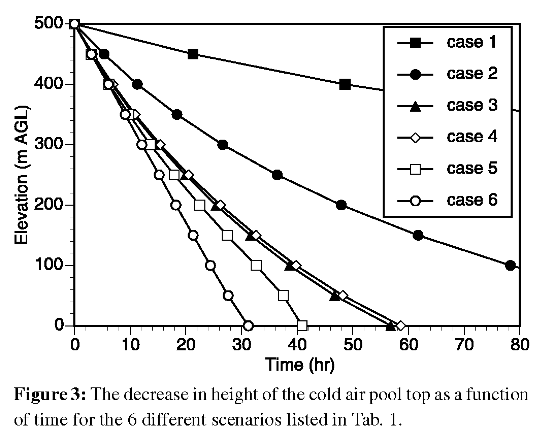 500
400
300
200
100
0
Elevation (m AGL)
case 1
case 2
case 3
case 4
case 5
case 6
0 10 20 30 40 50 60 70 80
Time (hr)
Figure 3: The decrease in height of the cold air pool top as a function
of time for the 6 different scenarios listed in Tab. 1.